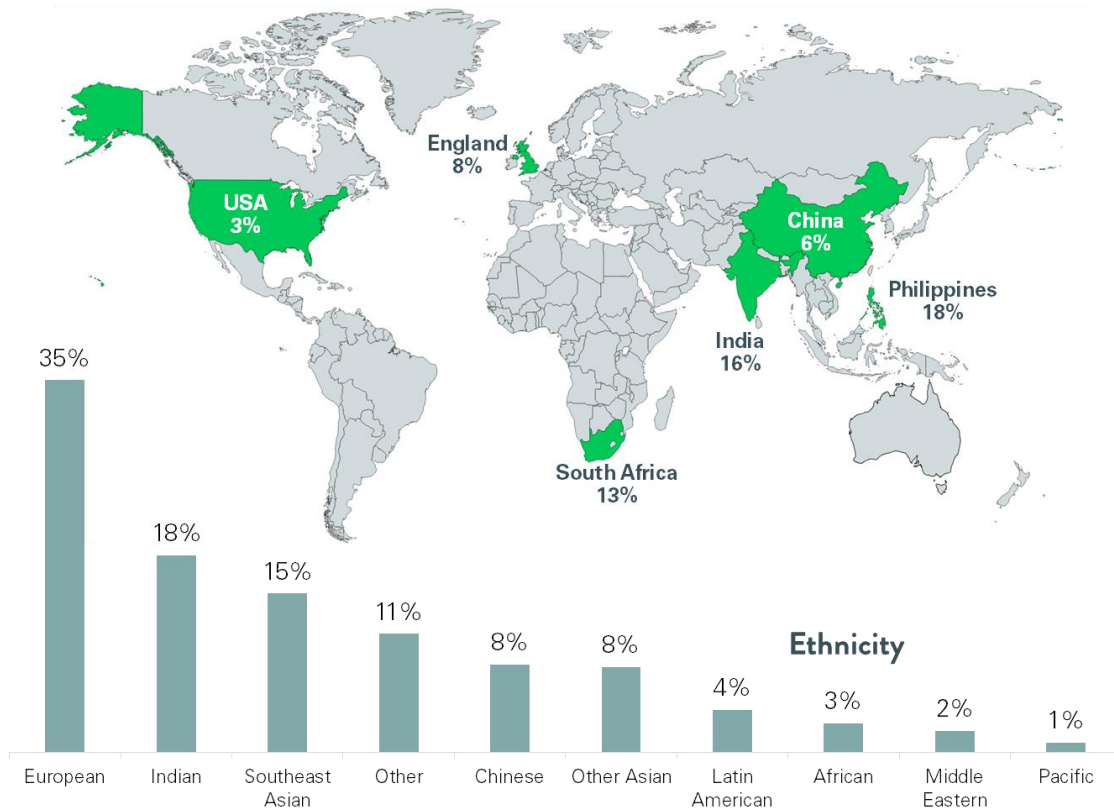 England
8%
USA
3%
China
6%
Philippines
18%
India
16%
South Africa
13%
35%
18%
15%
11%
8%
8%
4%
3%
2%
1%
Ethnicity
European
Indian
Southeast
Asian
Other
Chinese
Other Asian
Latin
American
African
Middle
Eastern
Pacific